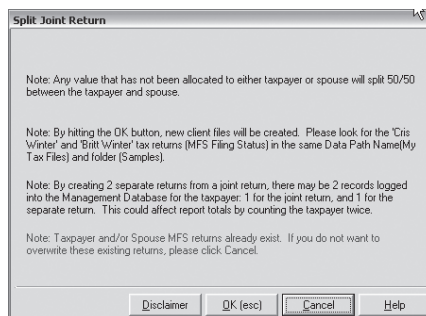 Split Joint Return
Note: Any value that has not been allocated to either taxpayer or spouse will split 50/50
between the taxpayer and spouse.
Note: By hitting the OK button, new client files will be created. Please look for the 'Cris
Winter' and 'Britt Winter' tax returns (MFS Filing Status) in the same Data Path Name(My
Tax Files) and folder (Samples).
Note: By creating 2 separate returns from a joint return, there may be 2 records logged
into the Management Database for the taxpayer: 1 for the joint return, and 1 for the
separate return. This could affect report totals by counting the taxpayer twice.
Note: Taxpayer and/or Spouse MFS returns already exist. If you do not want to
overwrite these existing returns, please click Cancel.
Disclaimer OK (esc) Cancel Help